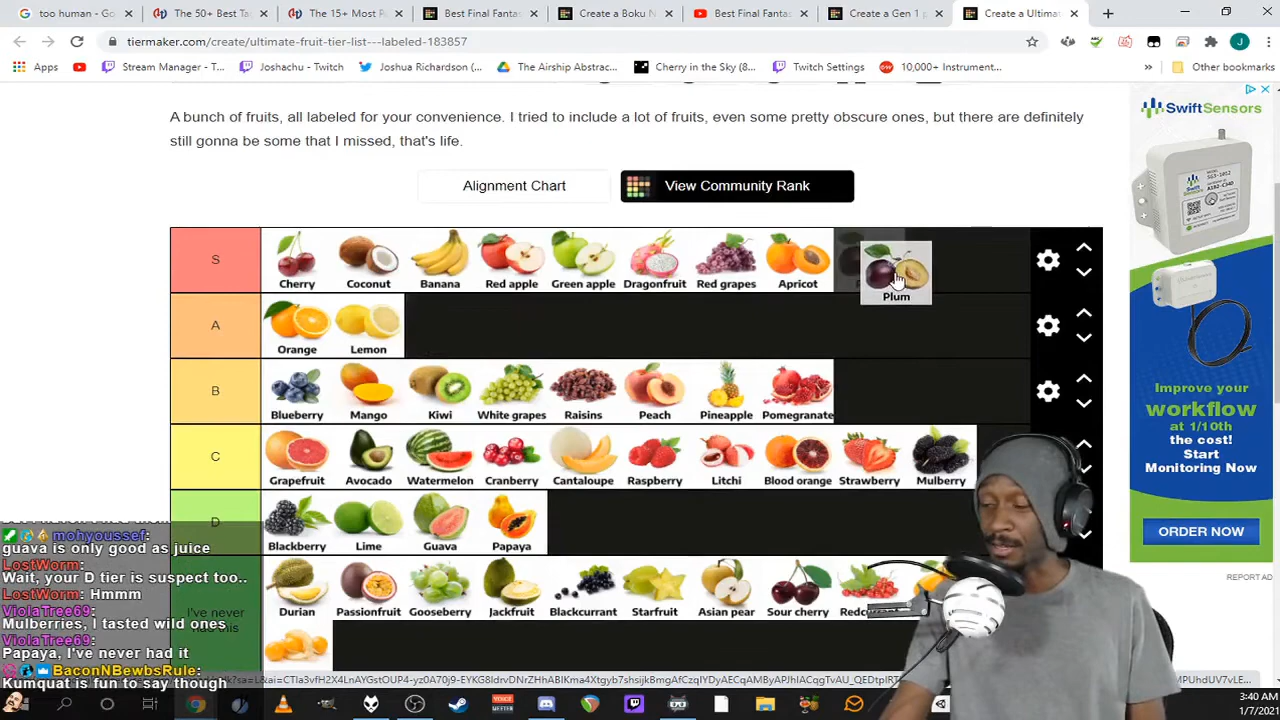 too human - Go
The 50+ Best Ta
The 15+ Most R
Best Final Fanta
Create a Boku N
Best Final Fantas
Create a Gen 1 p
Create a Ultima
tiermaker.com/create/ultimate-fruit-tier-list---labeled-183857
Apps
Stream Manager - T...
Joshachu - Twitch
Joshua Richardson (...
The Airship Abstrac...
Cherry in the Sky (8...
Twitch Settings
10,000+ Instrument...
»
Other bookmarks
A bunch of fruits, all labeled for your convenience. I tried to include a lot of fruits, even some pretty obscure ones, but there are definitely
still gonna be some that I missed, that's life.
Alignment Chart
View Community Rank
S
Cherry
Coconut
Banana
Red apple
Green apple
Dragonfruit
Red grapes
Apricot
Plum
A
Orange
Lemon
B
Blueberry
Mango
Kiwi
White grapes
Raisins
Peach
Pineapple
Pomegranate
C
Grapefruit
Avocado
Watermelon
Cranberry
Cantaloupe
Raspberry
Litchi
Blood orange
Strawberry
Mulberry
D
Blackberry
Lime
Guava
Papaya
I've never
had this
Durian
Passionfruit
Gooseberry
Jackfruit
Blackcurrant
Starfruit
Asian pear
Sour cherry
mohyoussef:
guava is only good as juice
LostWorm:
Wait, your D tier is suspect too..
LostWorm: Hmmm
ViolaTree69:
Mulberries, I tasted wild ones
ViolaTree69:
Papaya, I've never had it
BaconNBewbsRule:
Kumquat is fun to say though
SwiftSensors
Improve your
workflow
at 1/10th
the cost!
Start
Monitoring Now
ORDER NOW
REPORT AD
3:40 AM
1/7/2021